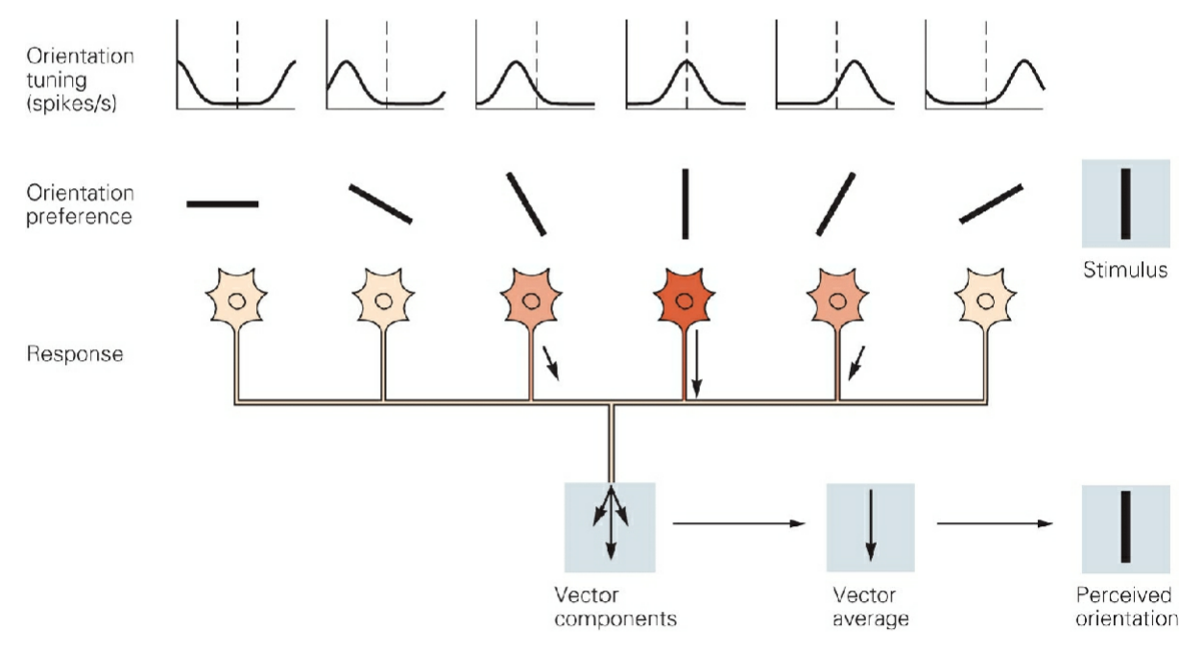 Orientation
tuning
(spikes/s)
Orientation
preference
Stimulus
Response
Vector
components
Vector
average
Perceived
orientation